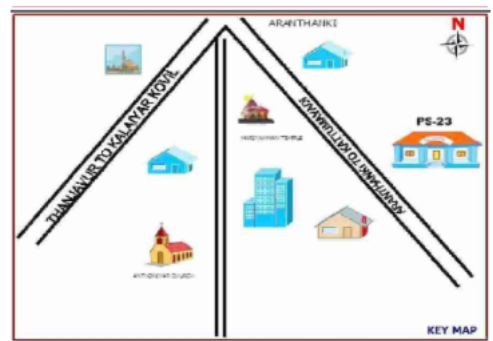 ARANTHANKI
N
THANJAVUR TO KALAIYAR KOVIL
ARANTHANKI TO KATTUMAVADI
PS-23
KEY MAP